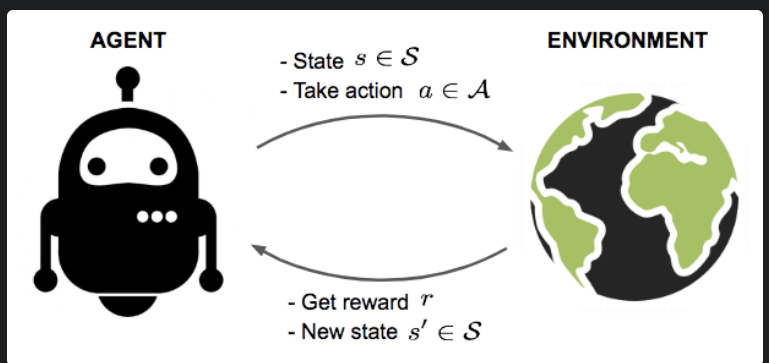 AGENT
ENVIRONMENT
- State s ∈ 𝒮
- Take action a ∈ 𝒜
- Get reward r
- New state s′ ∈ 𝒮